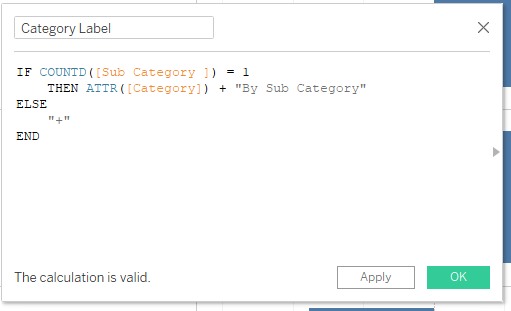 Category Label
IF COUNTD([Sub Category ]) = 1
THEN ATTR([Category]) + "By Sub Category"
ELSE
"+"
END
The calculation is valid.
Apply
OK